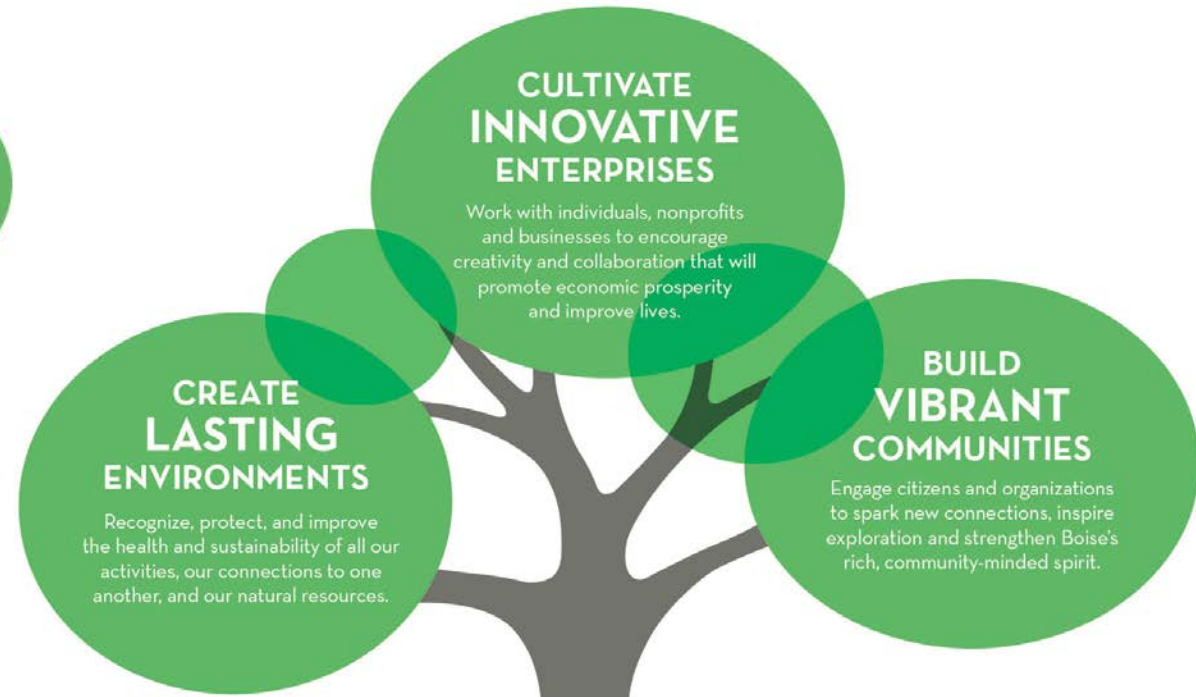 CULTIVATE
INNOVATIVE
ENTERPRISES
Work with individuals, nonprofits
and businesses to encourage
creativity and collaboration that will
promote economic prosperity
and improve lives.
CREATE
LASTING
ENVIRONMENTS
Recognize, protect, and improve
the health and sustainability of all our
activities, our connections to one
another, and our natural resources.
BUILD
VIBRANT
COMMUNITIES
Engage citizens and organizations
to spark new connections, inspire
exploration and strengthen Boise's
rich, community-minded spirit.